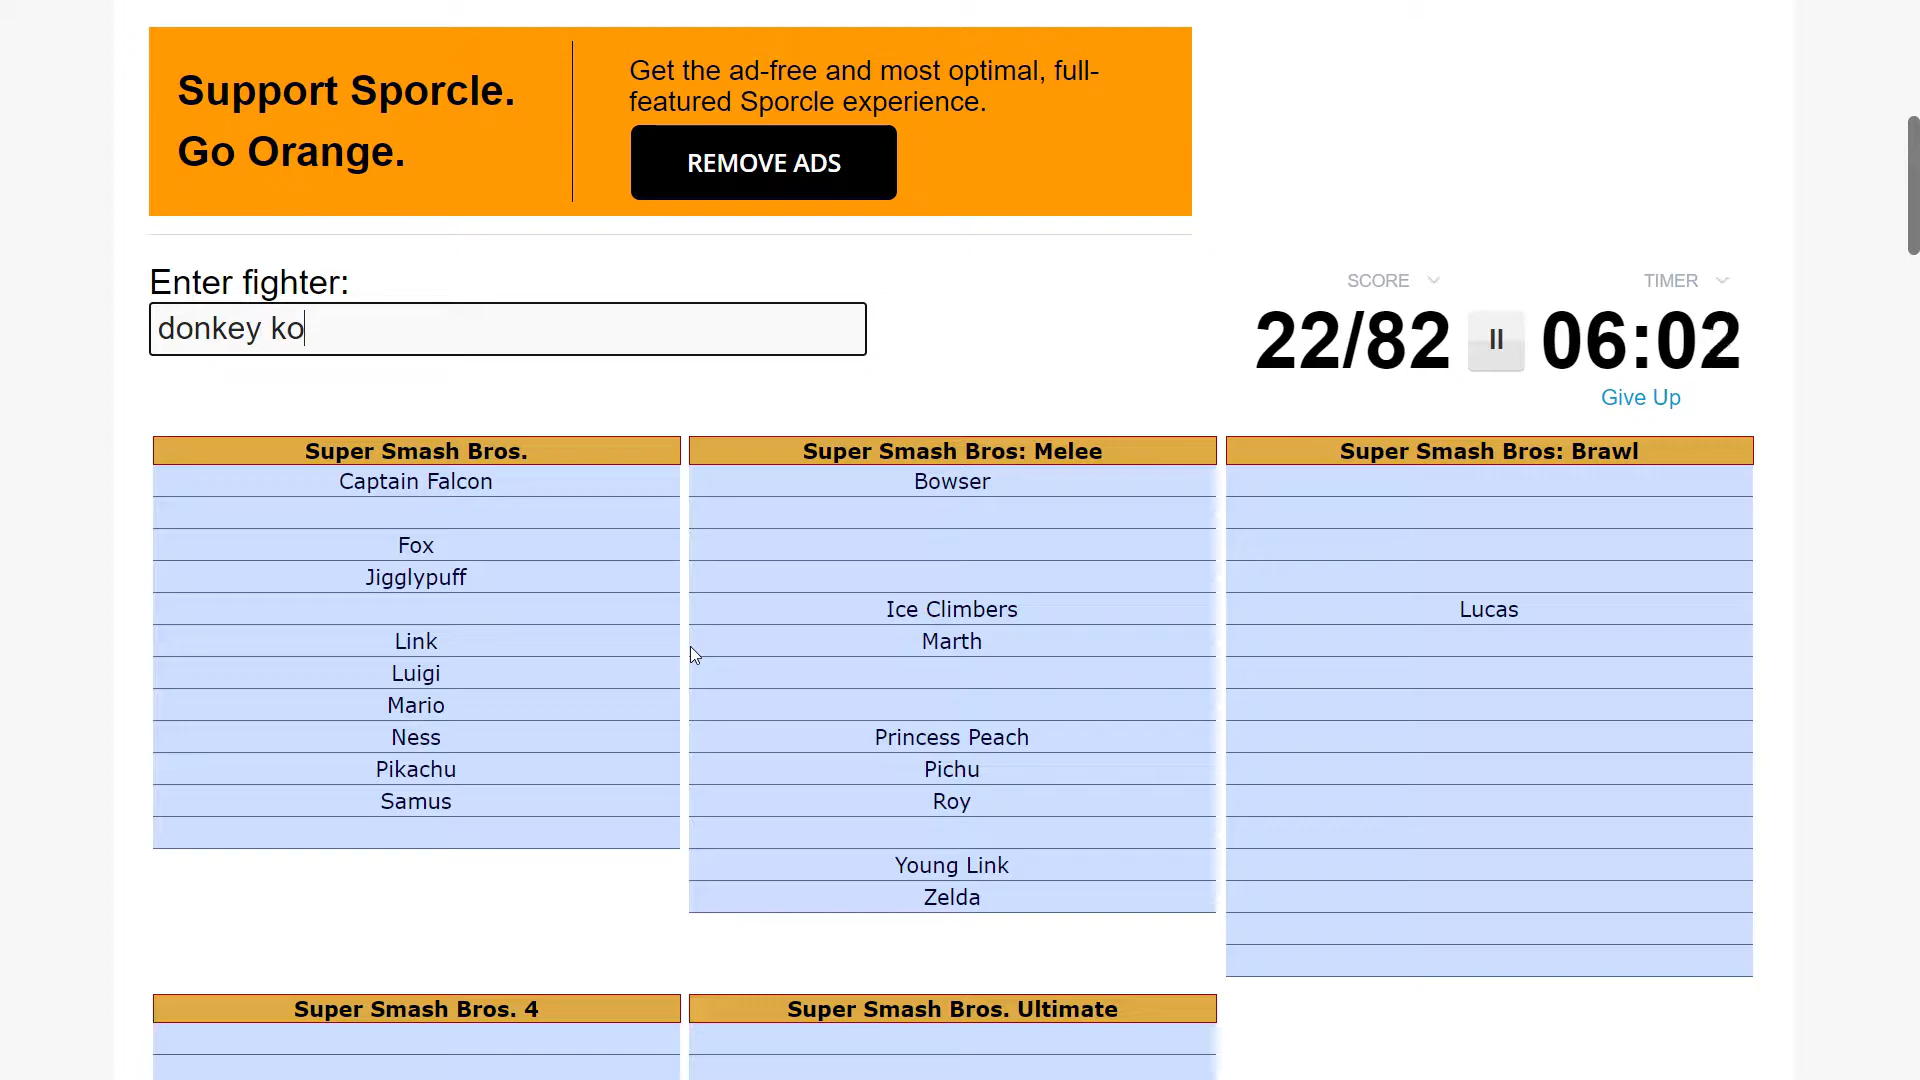 Support Sporcle.
Go Orange.
Get the ad-free and most optimal, full-
featured Sporcle experience.
REMOVE ADS
Enter fighter:
donkey ko
SCORE
TIMER
22/82
06:02
Give Up
Super Smash Bros.
Captain Falcon
Fox
Jigglypuff
Link
Luigi
Mario
Ness
Pikachu
Samus
Super Smash Bros: Melee
Bowser
Ice Climbers
Marth
Princess Peach
Pichu
Roy
Young Link
Zelda
Super Smash Bros: Brawl
Lucas
Super Smash Bros. 4
Super Smash Bros. Ultimate